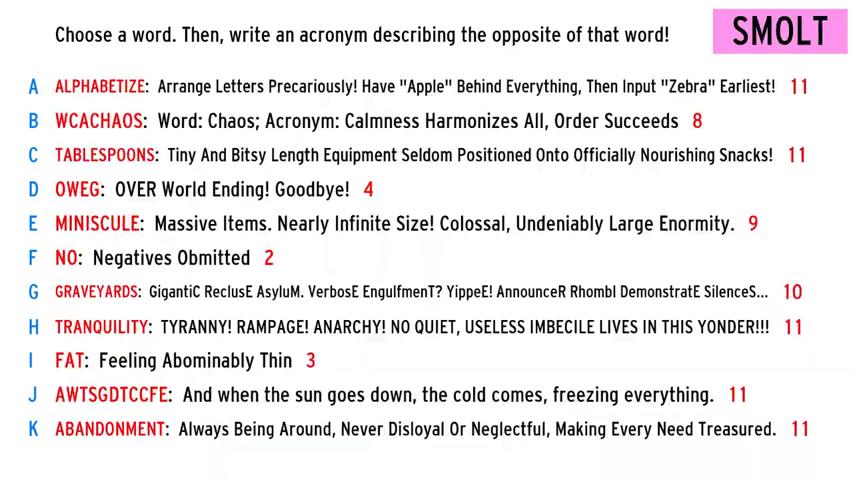 Choose a word. Then, write an acronym describing the opposite of that word!
SMOLT
A ALPHABETIZE: Arrange Letters Precariously! Have "Apple" Behind Everything, Then Input "Zebra" Earliest! 11
B WCACHAOS: Word: Chaos; Acronym: Calmness Harmonizes All, Order Succeeds 8
C TABLESPOONS: Tiny And Bitsy Length Equipment Seldom Positioned Onto Officially Nourishing Snacks! 11
D OWEG: OVER World Ending! Goodbye! 4
E MINISCULE: Massive Items. Nearly Infinite Size! Colossal, Undeniably Large Enormity. 9
F NO: Negatives Obmitted 2
G GRAVEYARDS: GigantiC ReclusE AsyluM. VerbosE EngulfmenT? YippeE! AnnounceR RhombI DemonstratE SilenceS... 10
H TRANQUILITY: TYRANNY! RAMPAGE! ANARCHY! NO QUIET, USELESS IMBECILE LIVES IN THIS YONDER!!! 11
I FAT: Feeling Abominably Thin 3
J AWTSGDTCCFE: And when the sun goes down, the cold comes, freezing everything. 11
K ABANDONMENT: Always Being Around, Never Disloyal Or Neglectful, Making Every Need Treasured. 11